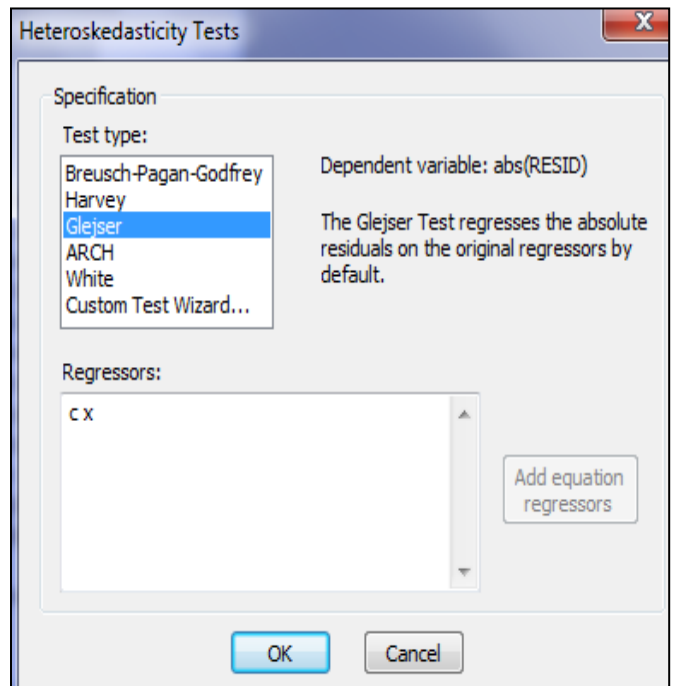 Heteroskedasticity Tests
X
Specification
Test type:
Breusch-Pagan-Godfrey
Harvey
Glejser
ARCH
White
Custom Test Wizard...
Dependent variable: abs(RESID)
The Glejser Test regresses the absolute
residuals on the original regressors by
default.
Regressors:
c x
Add equation
regressors
OK
Cancel